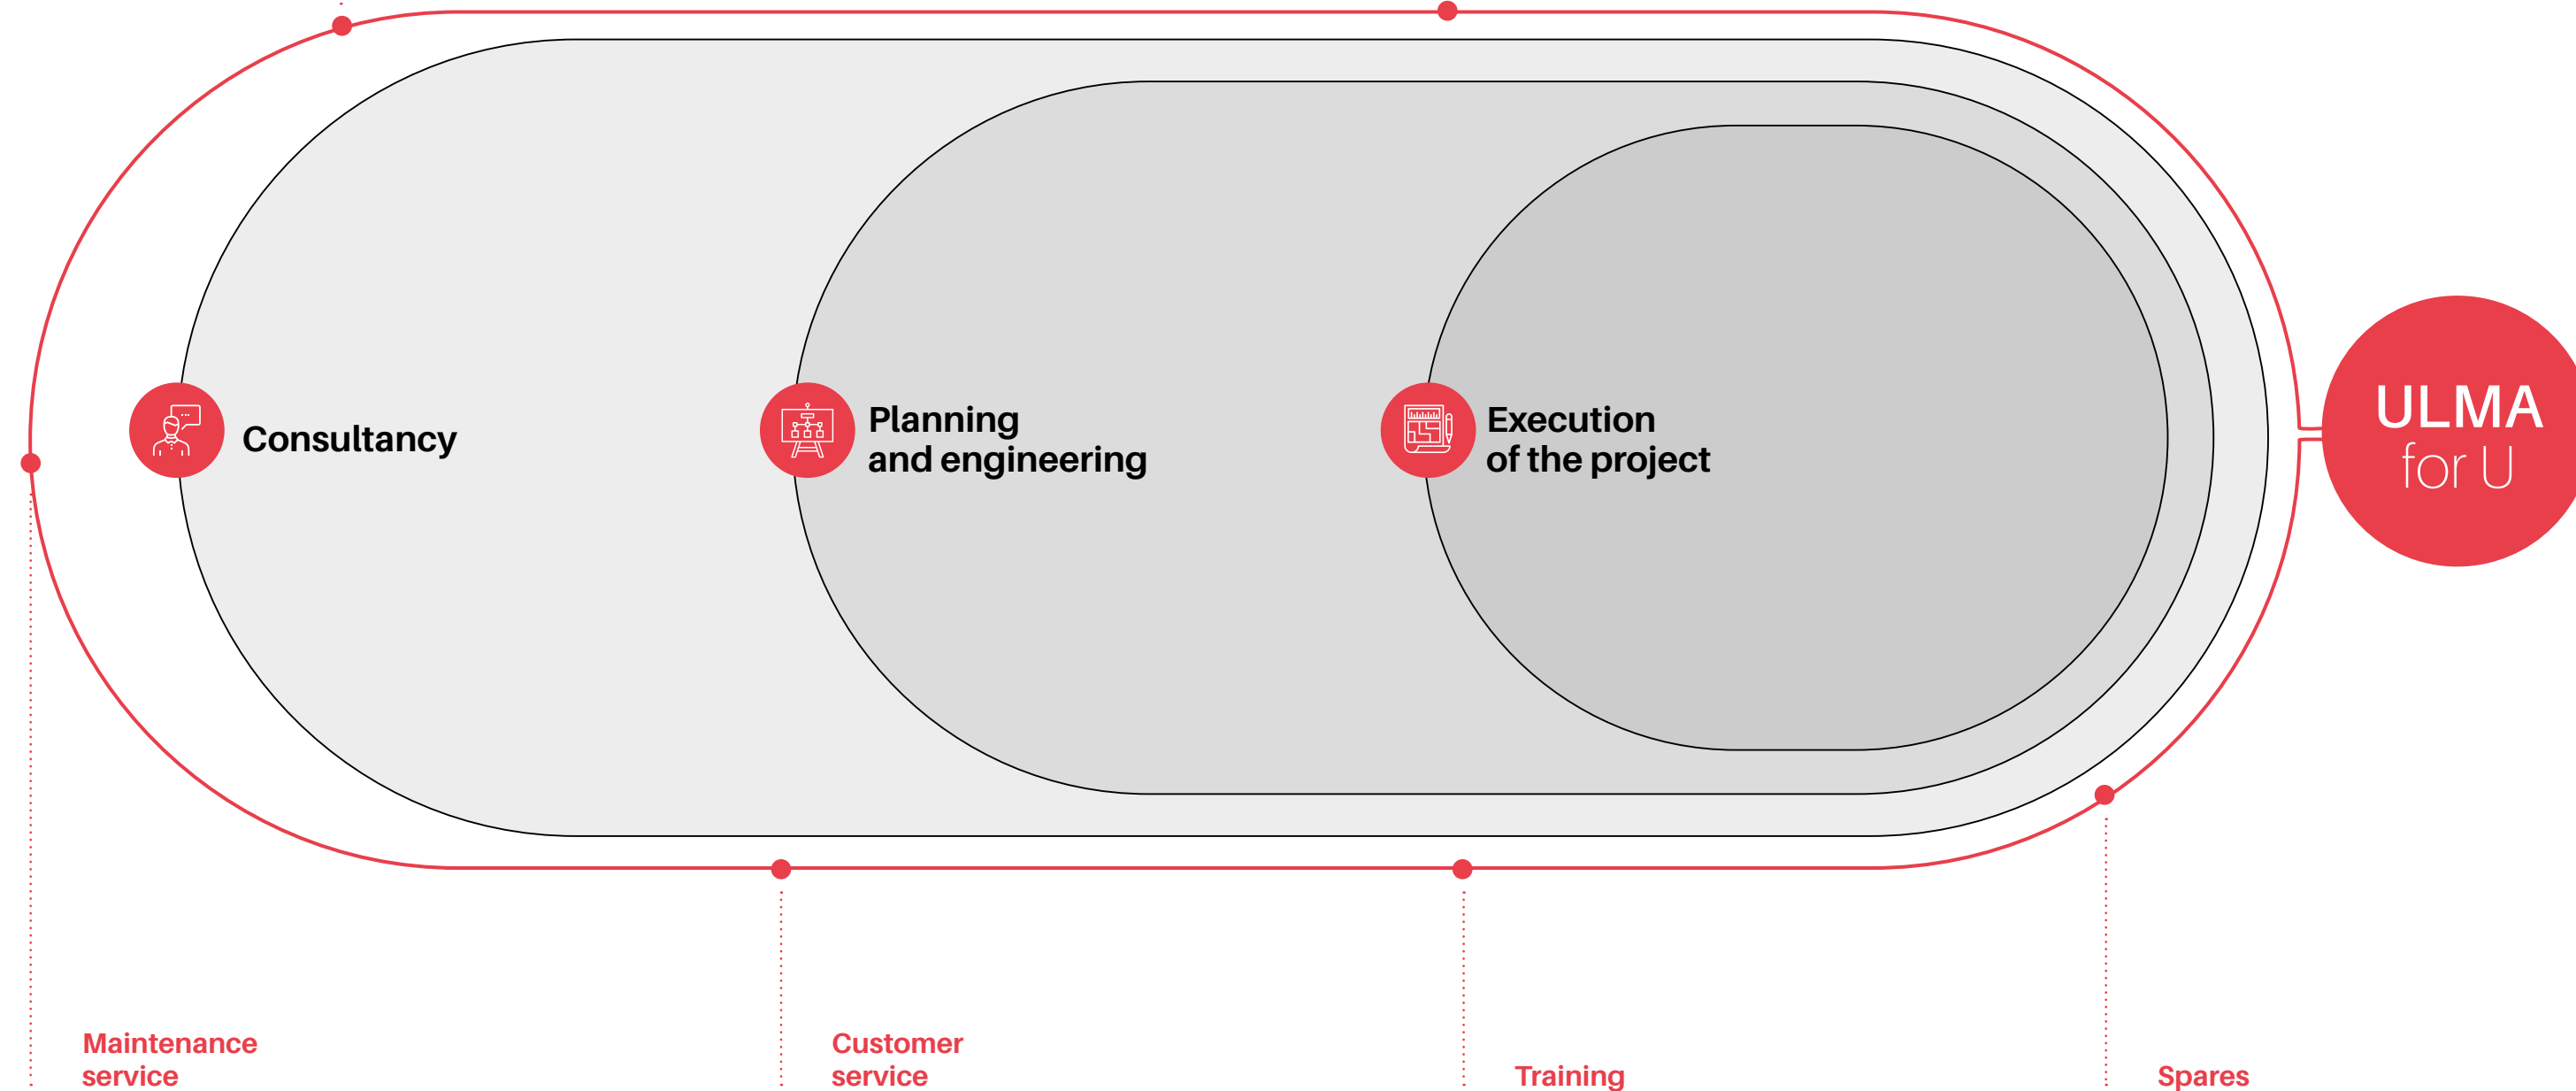 Consultancy
Planning
and engineering
Execution
of the project
ULMA
for U
Maintenance
service
Customer
service
Training
Spares